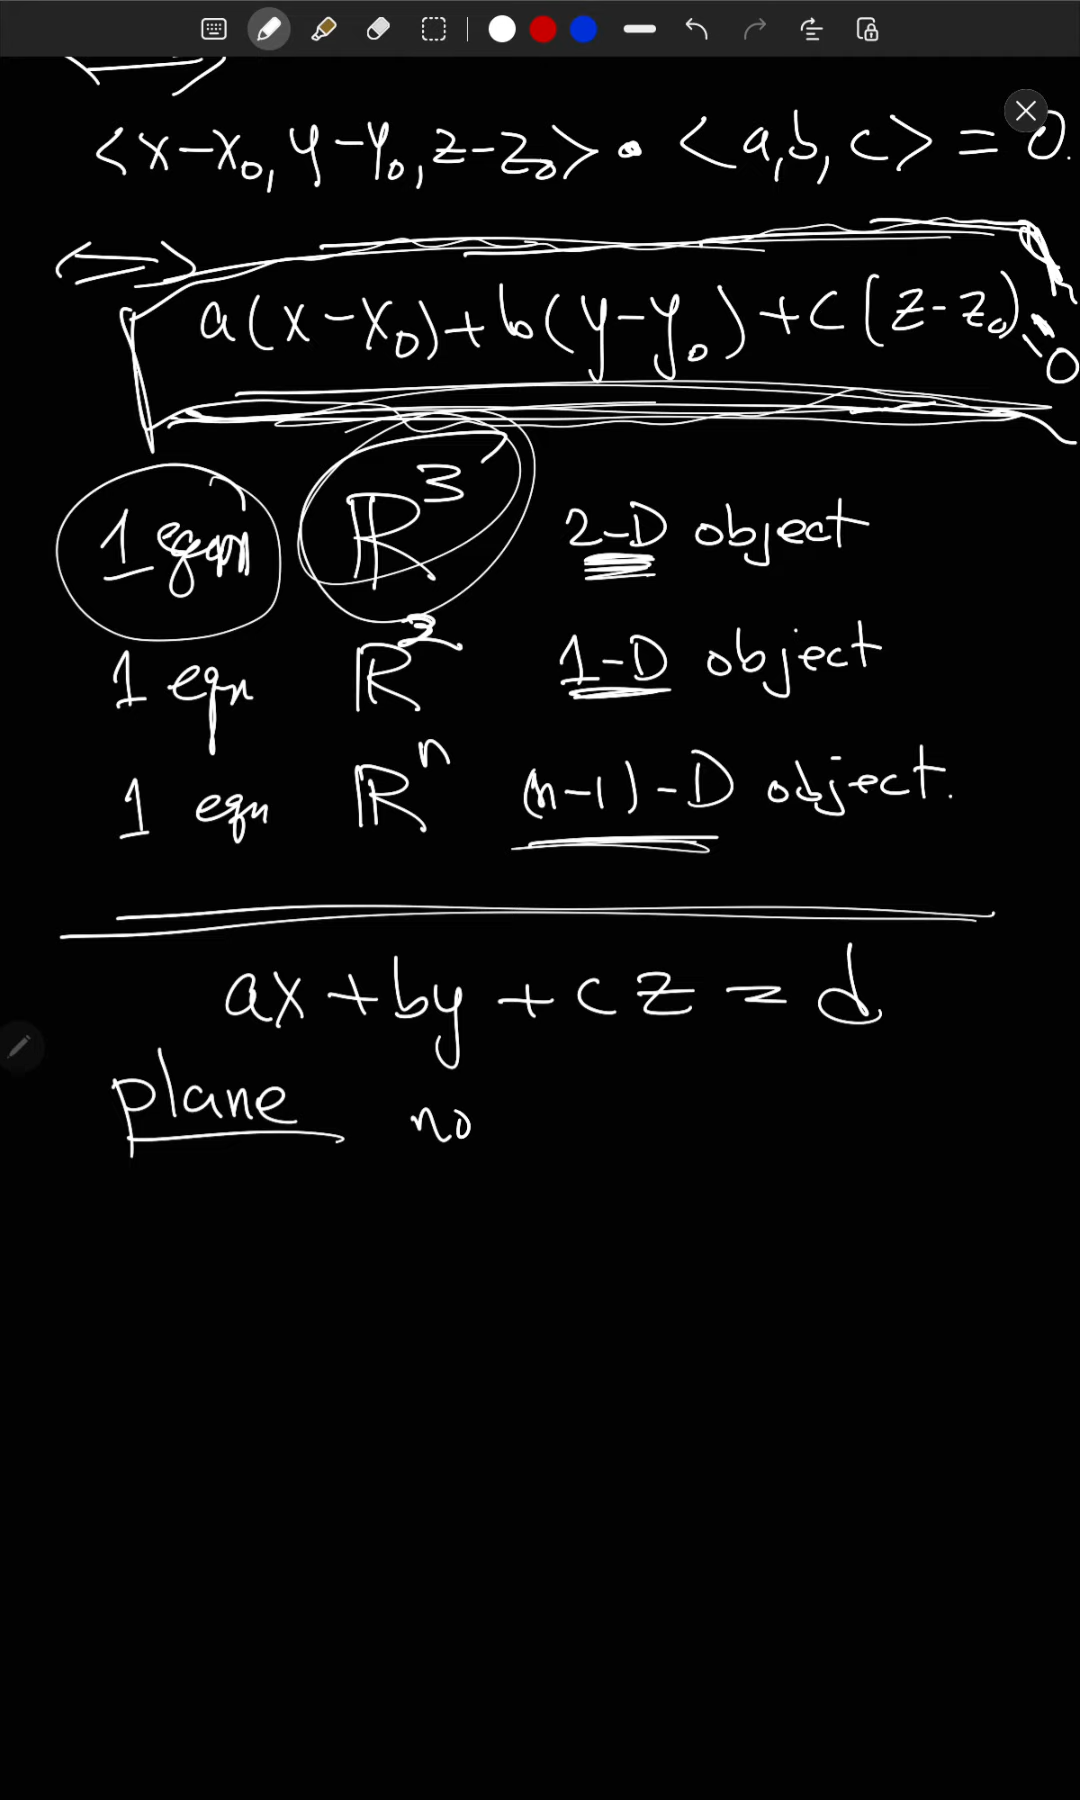 <x-x₀, y-y₀, z-z₀> • <a, b, c> = 0.
⟺ a(x-x₀)+b(y-y₀)+c(z-z₀)=0
1 eqn ℝ³ 2-D object
1 eqn ℝ² 1-D object
1 eqn ℝⁿ (n-1)-D object.
ax+by+cz=d
plane no